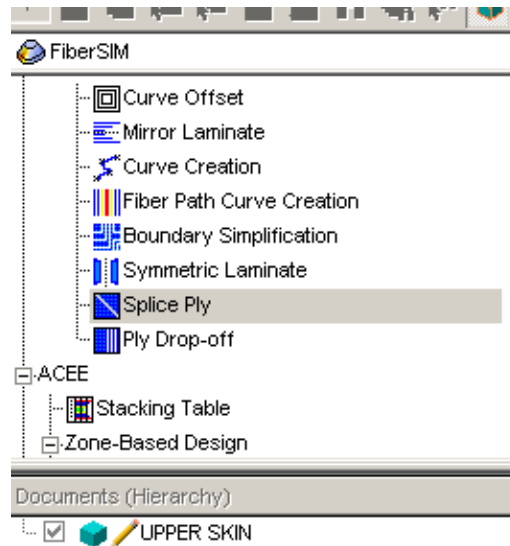 FiberSIM
Curve Offset
Mirror Laminate
Curve Creation
Fiber Path Curve Creation
Boundary Simplification
Symmetric Laminate
Splice Ply
Ply Drop-off
ACEE
Stacking Table
Zone-Based Design
Documents (Hierarchy)
UPPER SKIN